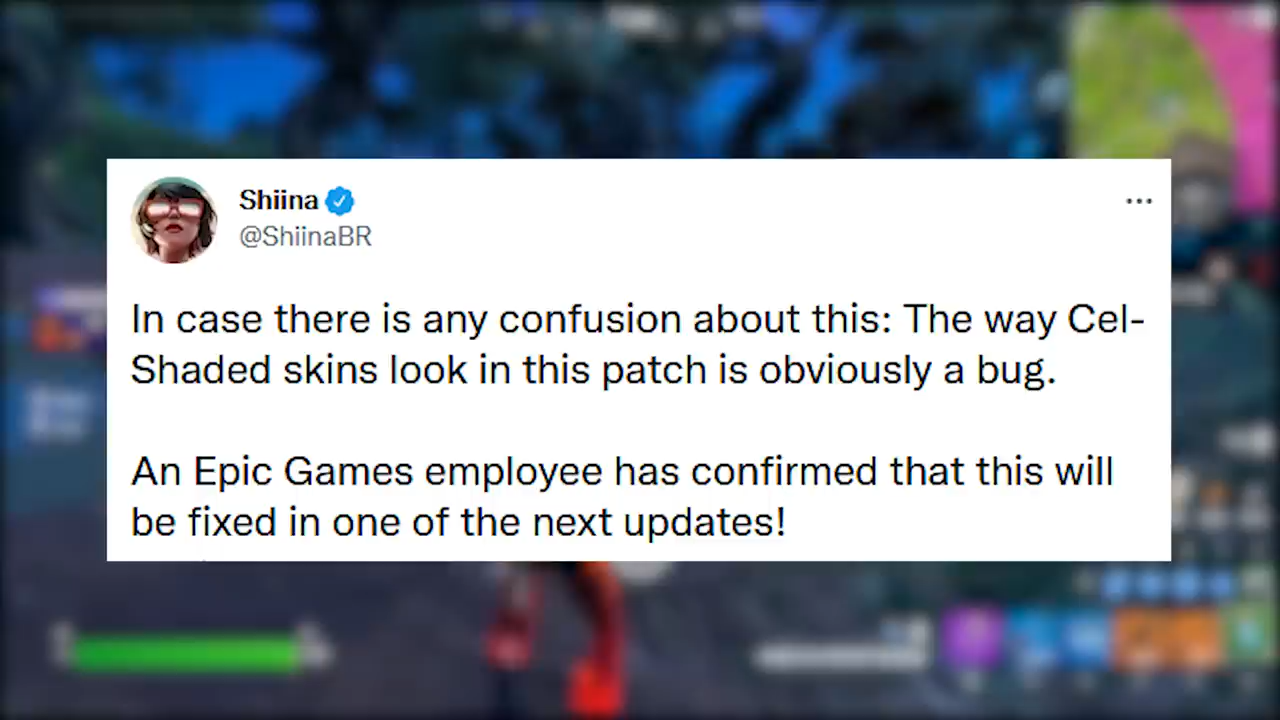 Shiina
@ShiinaBR
In case there is any confusion about this: The way Cel-
Shaded skins look in this patch is obviously a bug.
An Epic Games employee has confirmed that this will
be fixed in one of the next updates!